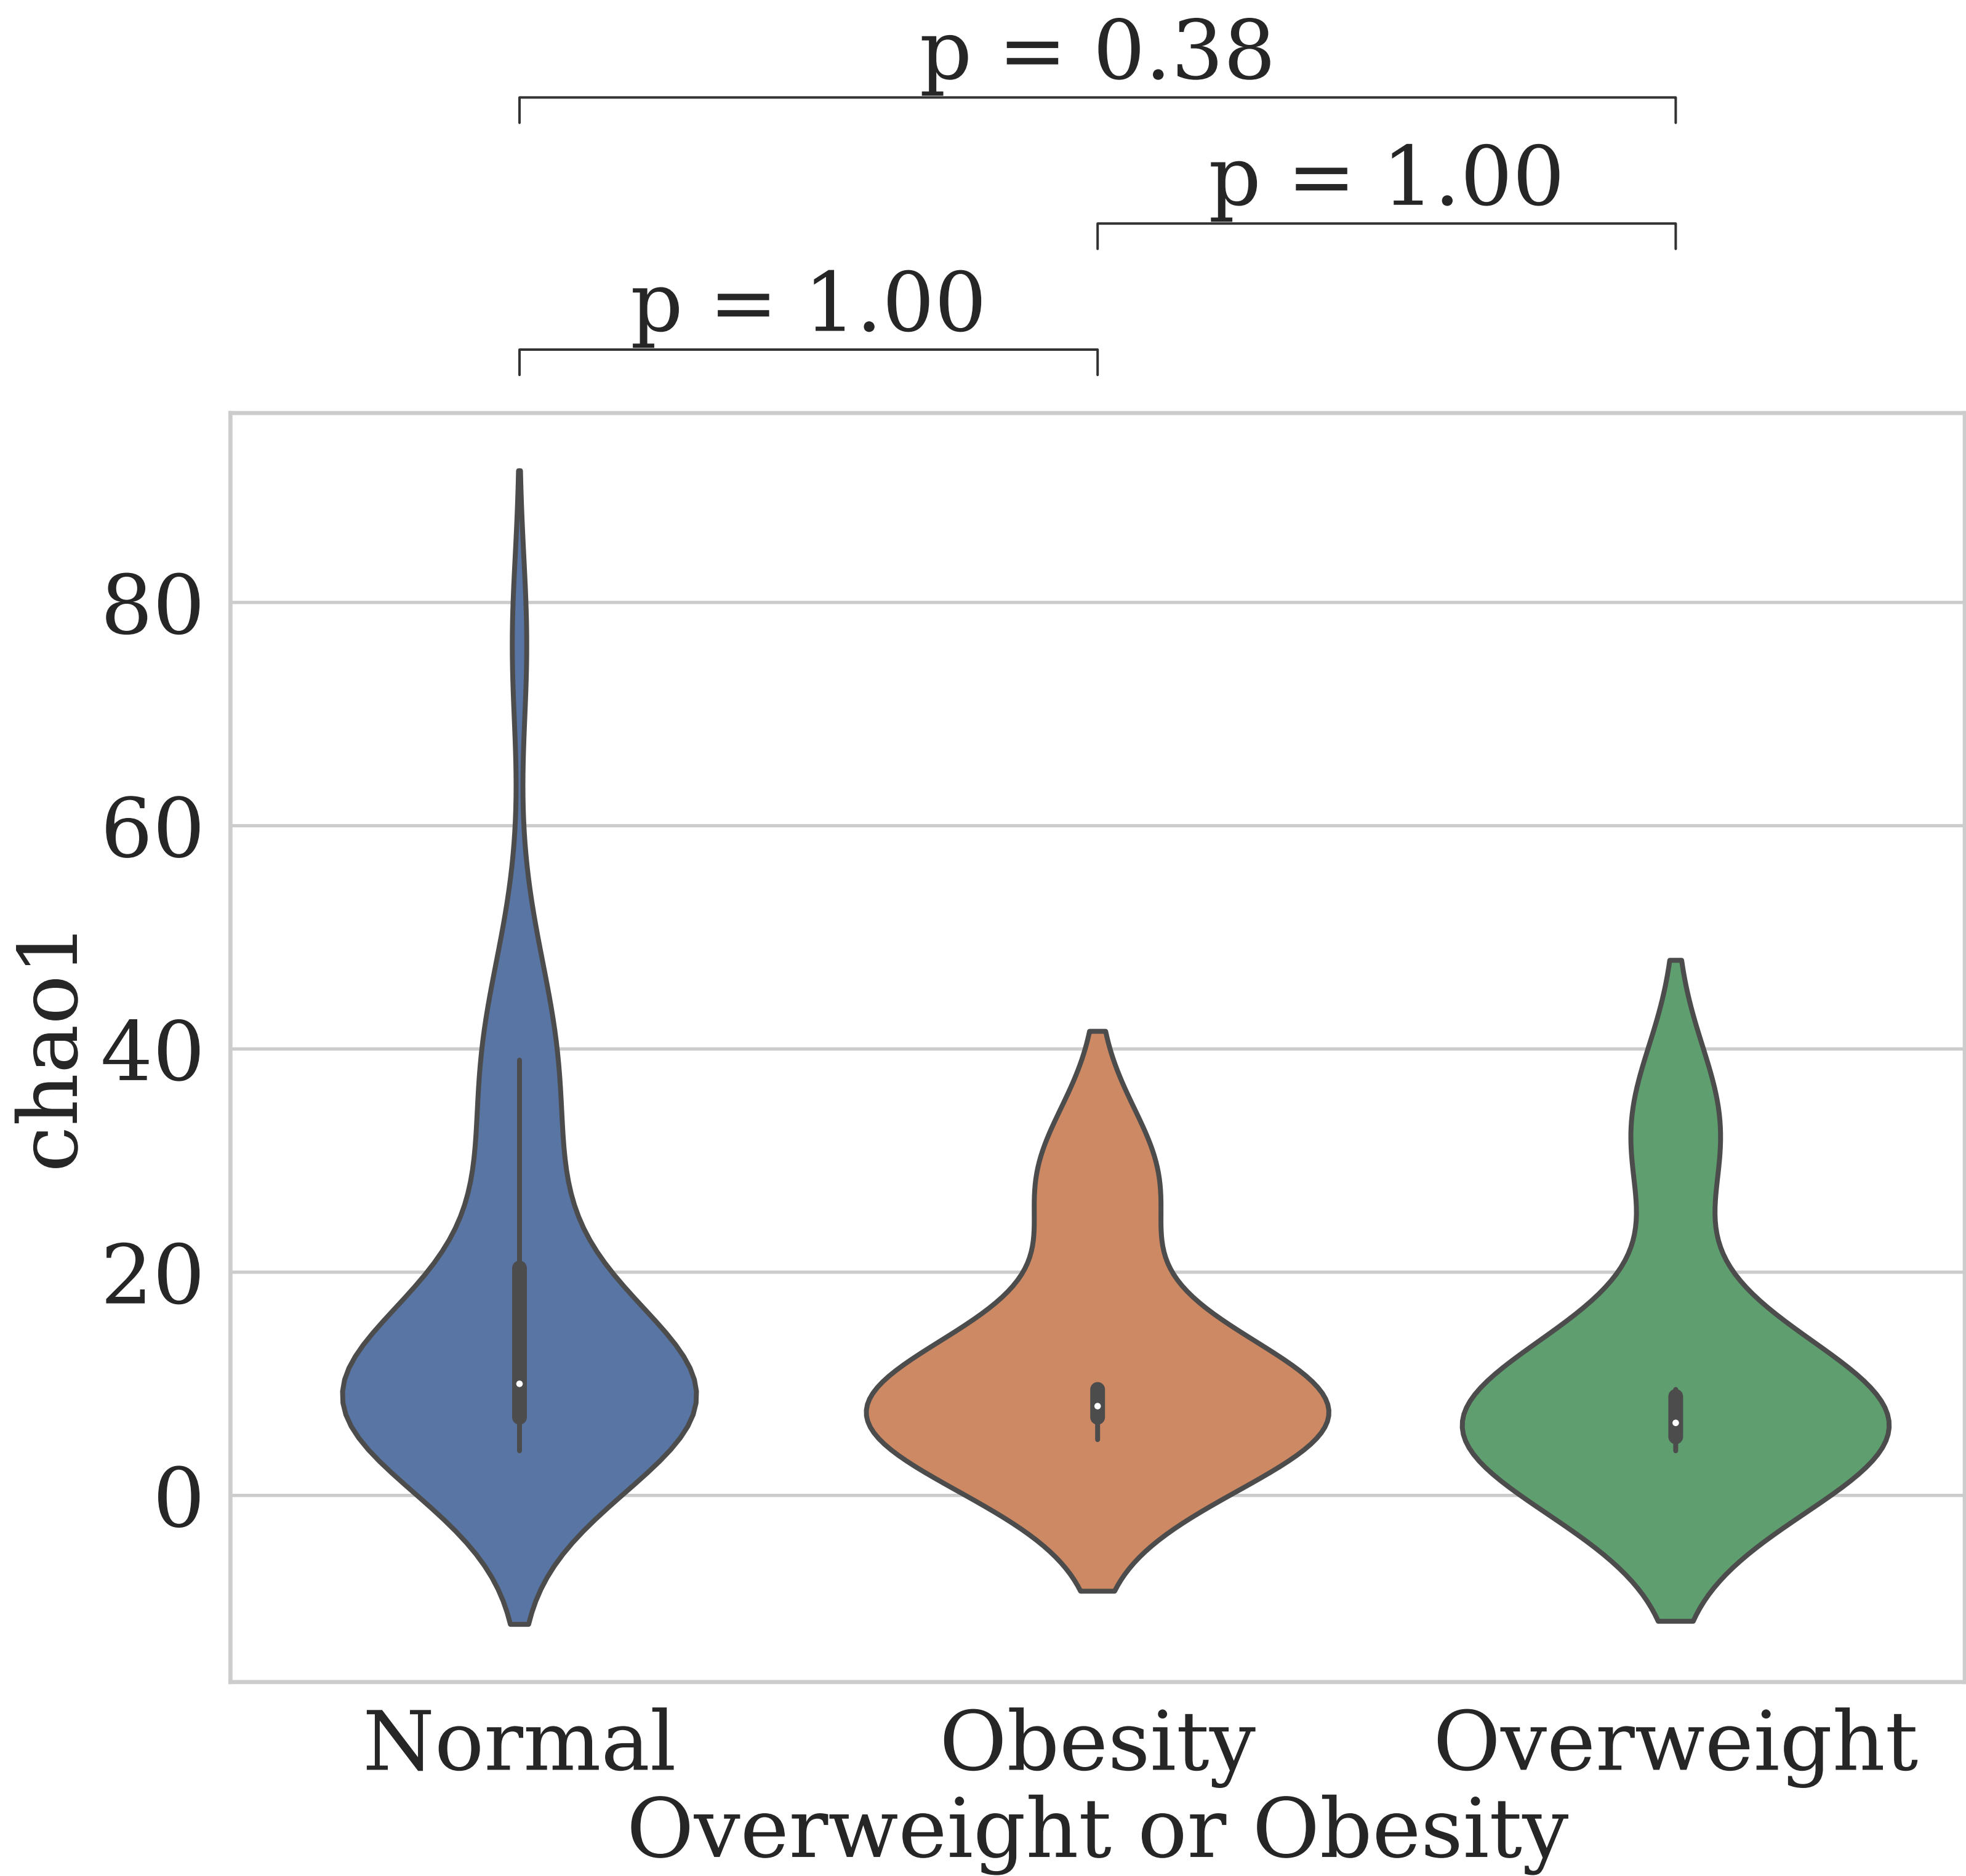 p = 0.38
p = 1.00
p = 1.00
80
60
40
20
0
chao1
Normal Obesity Overweight
Overweight or Obesity